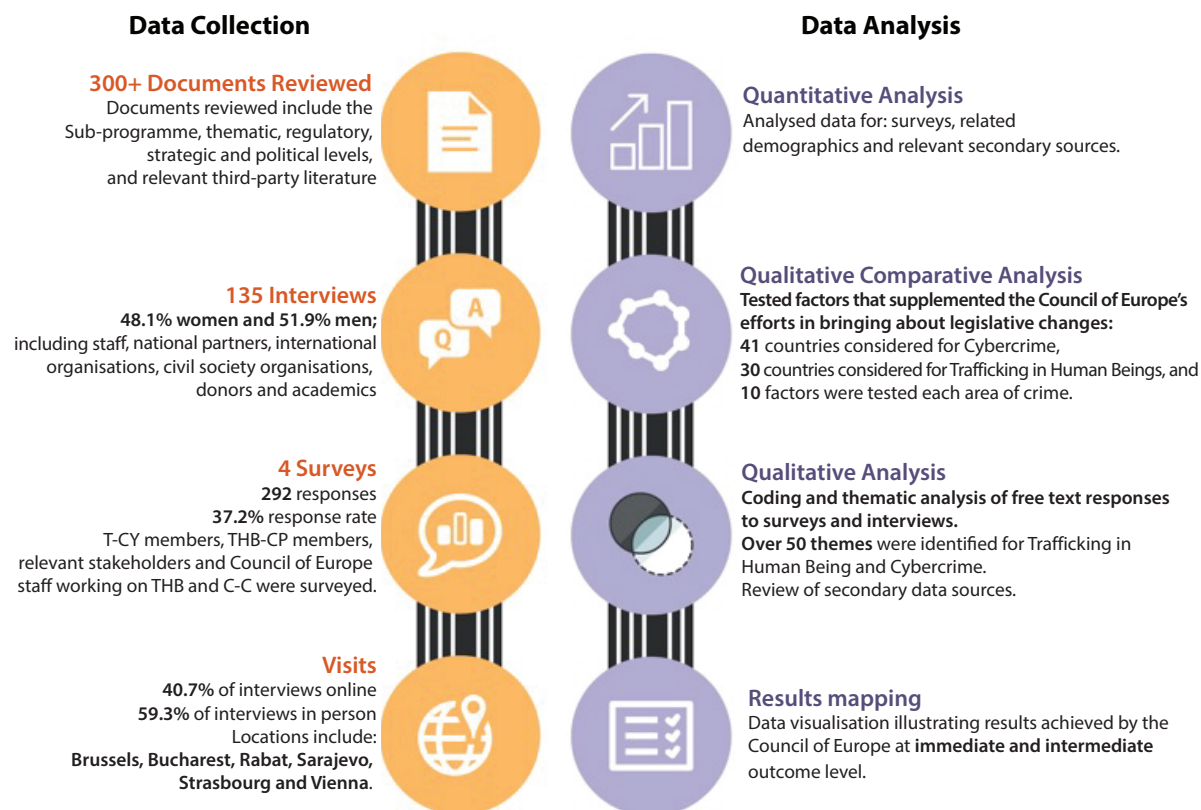 Data Collection
300+ Documents Reviewed
Documents reviewed include the
Sub-programme, thematic, regulatory,
strategic and political levels,
and relevant third-party literature
135 Interviews
48.1% women and 51.9% men;
including staff, national partners, international
organisations, civil society organisations,
donors and academics
Q
A
4 Surveys
292 responses
37.2% response rate
T-CY members, THB-CP members,
relevant stakeholders and Council of Europe
staff working on THB and C-C were surveyed.
Visits
40.7% of interviews online
59.3% of interviews in person
Locations include:
Brussels, Bucharest, Rabat, Sarajevo,
Strasbourg and Vienna.
Data Analysis
Quantitative Analysis
Analysed data for: surveys, related
demographics and relevant secondary sources.
Qualitative Comparative Analysis
Tested factors that supplemented the Council of Europe's
efforts in bringing about legislative changes:
41 countries considered for Cybercrime,
30 countries considered for Trafficking in Human Beings, and
10 factors were tested each area of crime.
Qualitative Analysis
Coding and thematic analysis of free text responses
to surveys and interviews.
Over 50 themes were identified for Trafficking in
Human Being and Cybercrime.
Review of secondary data sources.
Results mapping
Data visualisation illustrating results achieved by the
Council of Europe at immediate and intermediate
outcome level.